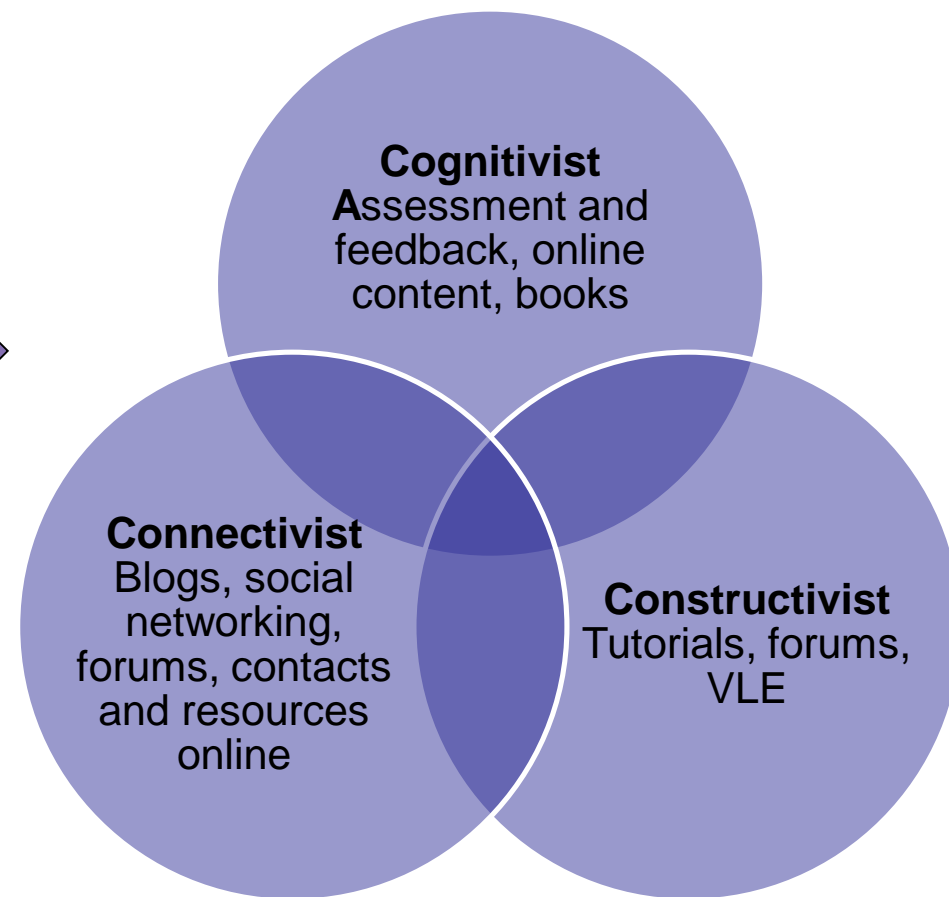 Cognitivist
Assessment and
feedback, online
content, books
Connectivist
Blogs, social
networking,
forums, contacts
and resources
online
Constructivist
Tutorials, forums,
VLE